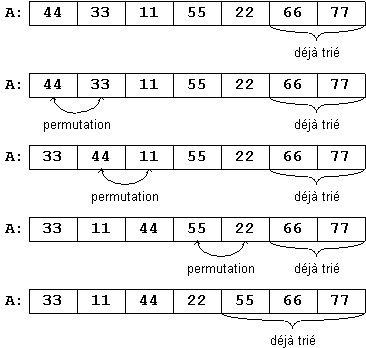 A: 44 33 11 55 22 66 77
déjà trié
A: 44 33 11 55 22 66 77
permutation déjà trié
A: 33 44 11 55 22 66 77
permutation déjà trié
A: 33 11 44 55 22 66 77
permutation déjà trié
A: 33 11 44 22 55 66 77
déjà trié